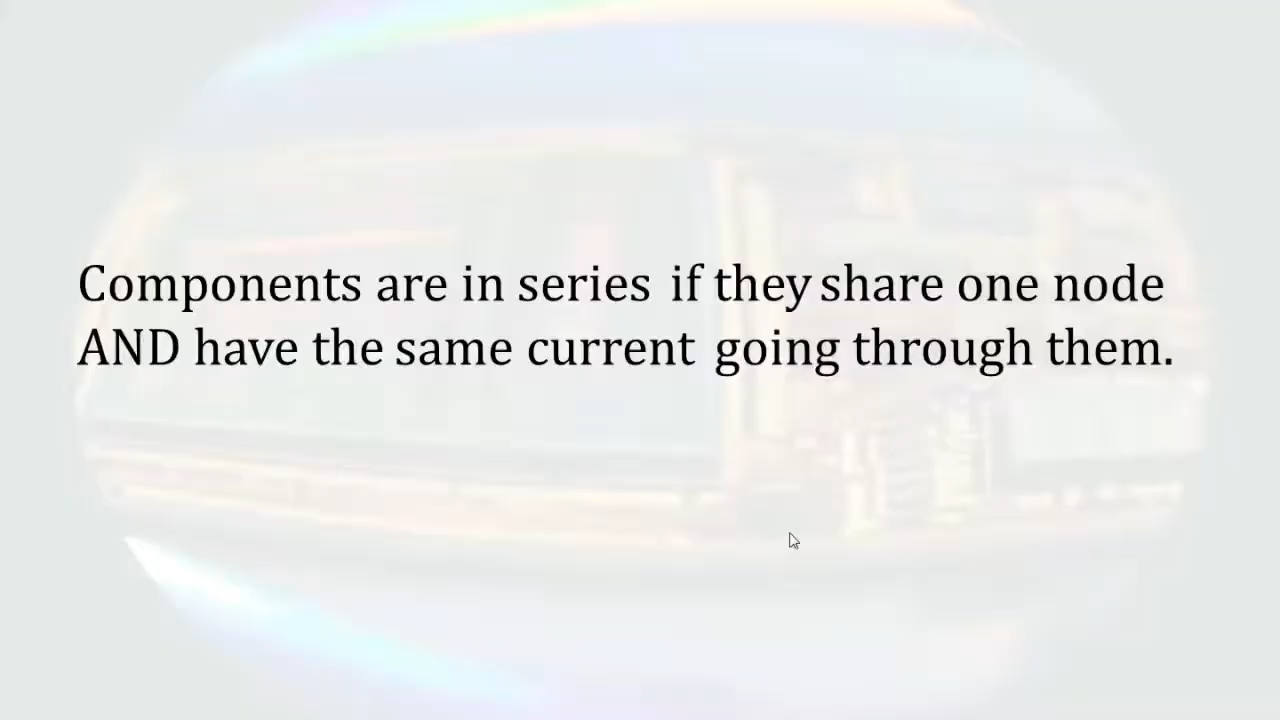 Components are in series if they share one node
AND have the same current going through them.